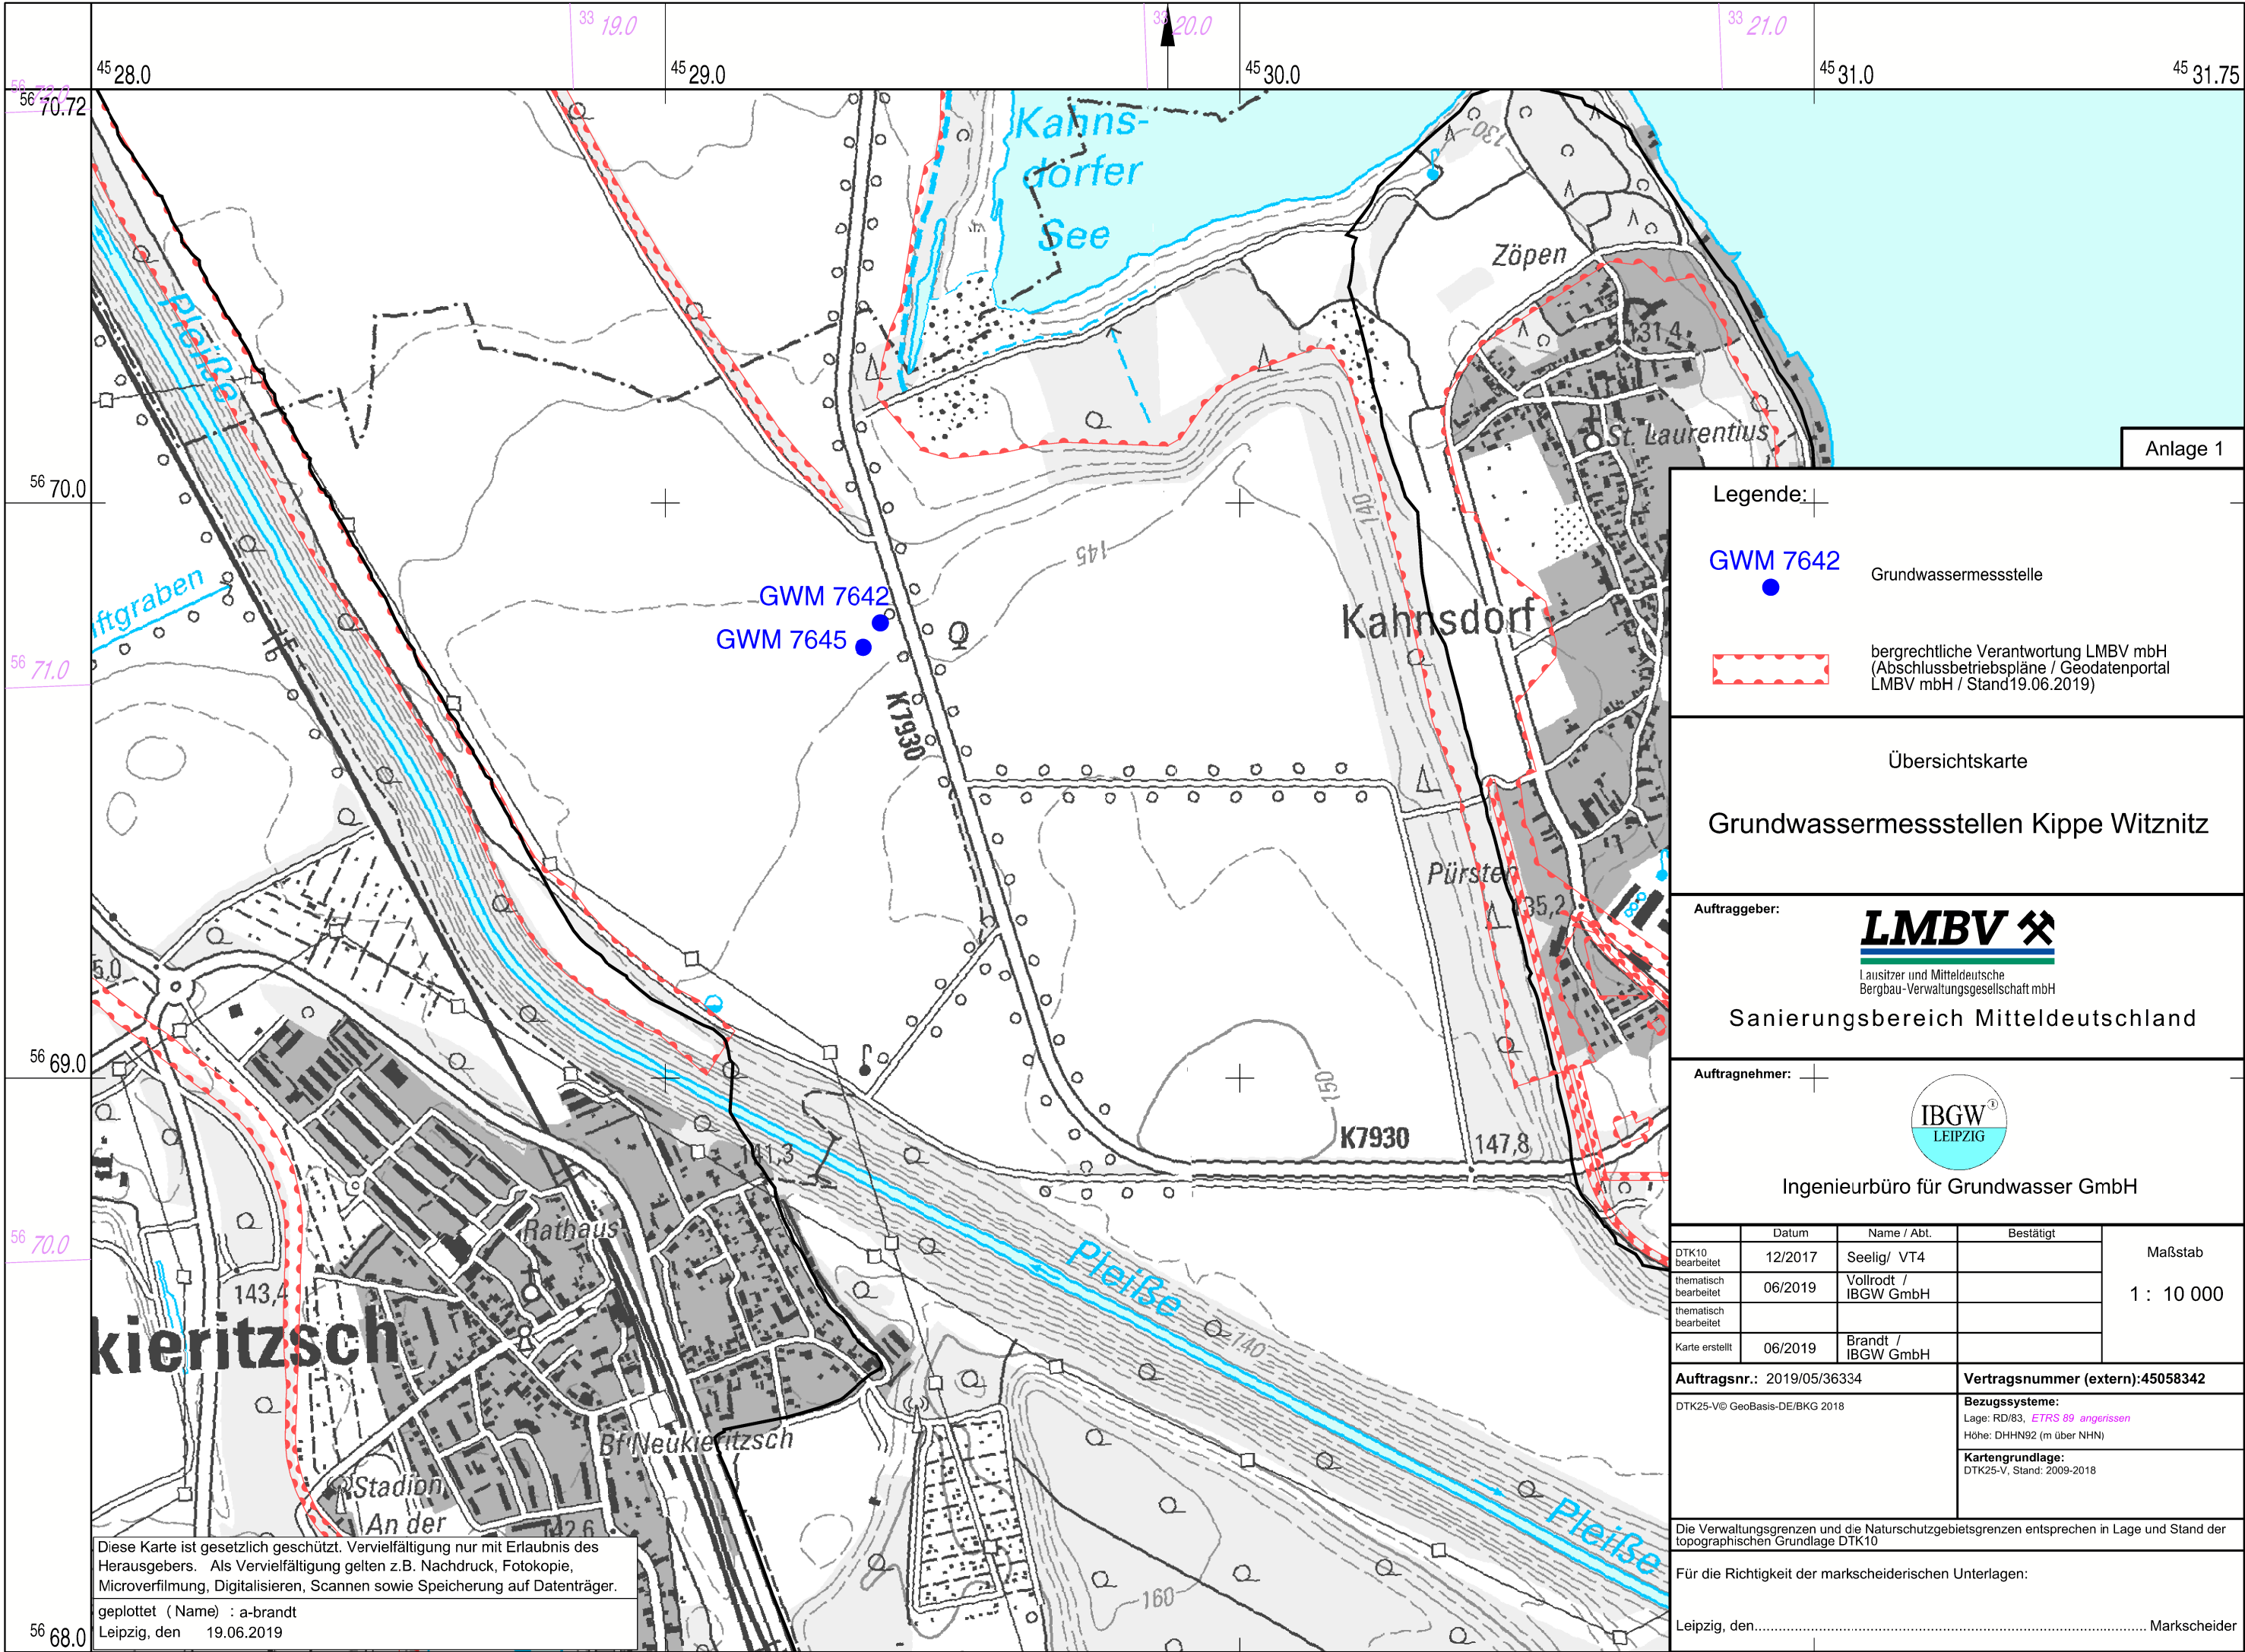 33 19.0
33 20.0
33 21.0
45 28.0
45 29.0
45 30.0
45 31.0
45 31.75
56 72.0
56 70.72
Kahns-
dorfer
See
130
Zöpen
131,4
Pleiße
St. Laurentius
Anlage 1
56 70.0
140
145
ftgraben
GWM 7642
GWM 7645
Kahnsdorf
56 71.0
K7930
Pürsten
135,2
5,0
56 69.0
150
K7930
147,8
141,3
Rathaus
56 70.0
143,4
kieritzsch
Pleiße
140
Bf Neukieritzsch
Stadion
An der
142,6
160
Pleiße
56 68.0
Legende:
GWM 7642
Grundwassermessstelle
bergrechtliche Verantwortung LMBV mbH
(Abschlussbetriebspläne / Geodatenportal
LMBV mbH / Stand19.06.2019)
Übersichtskarte
Grundwassermessstellen Kippe Witznitz
Auftraggeber:
LMBV
Lausitzer und Mitteldeutsche
Bergbau-Verwaltungsgesellschaft mbH
Sanierungsbereich Mitteldeutschland
Auftragnehmer:
IBGW®
LEIPZIG
Ingenieurbüro für Grundwasser GmbH
Datum Name / Abt. Bestätigt
DTK10
bearbeitet 12/2017 Seelig/ VT4
thematisch
bearbeitet 06/2019 Vollrodt /
IBGW GmbH
thematisch
bearbeitet
Karte erstellt 06/2019 Brandt /
IBGW GmbH
Maßstab
1 : 10 000
Auftragsnr.: 2019/05/36334
Vertragsnummer (extern):45058342
DTK25-V© GeoBasis-DE/BKG 2018
Bezugssysteme:
Lage: RD/83, ETRS 89 angerissen
Höhe: DHHN92 (m über NHN)
Kartengrundlage:
DTK25-V, Stand: 2009-2018
Die Verwaltungsgrenzen und die Naturschutzgebietsgrenzen entsprechen in Lage und Stand der
topographischen Grundlage DTK10
Für die Richtigkeit der markscheiderischen Unterlagen:
Leipzig, den.......... Markscheider
Diese Karte ist gesetzlich geschützt. Vervielfältigung nur mit Erlaubnis des
Herausgebers. Als Vervielfältigung gelten z.B. Nachdruck, Fotokopie,
Microverfilmung, Digitalisieren, Scannen sowie Speicherung auf Datenträger.
geplottet ( Name) : a-brandt
Leipzig, den 19.06.2019